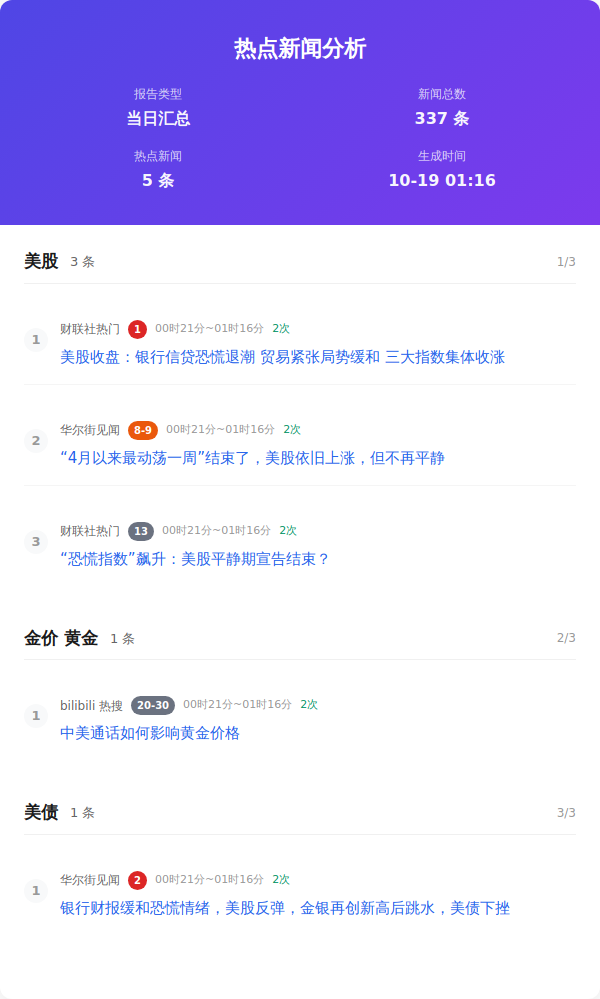 热点新闻分析
报告类型
新闻总数
当日汇总
337 条
热点新闻
生成时间
5 条
10-19 01:16
美股 3 条 1/3
财联社热门 1 00时21分~01时16分 2次
1
美股收盘：银行信贷恐慌退潮 贸易紧张局势缓和 三大指数集体收涨
华尔街见闻 8-9 00时21分~01时16分 2次
2
“4月以来最动荡一周”结束了，美股依旧上涨，但不再平静
财联社热门 13 00时21分~01时16分 2次
3
“恐慌指数”飙升：美股平静期宣告结束？
金价 黄金 1 条 2/3
bilibili 热搜 20-30 00时21分~01时16分 2次
1
中美通话如何影响黄金价格
美债 1 条 3/3
华尔街见闻 2 00时21分~01时16分 2次
1
银行财报缓和恐慌情绪，美股反弹，金银再创新高后跳水，美债下挫